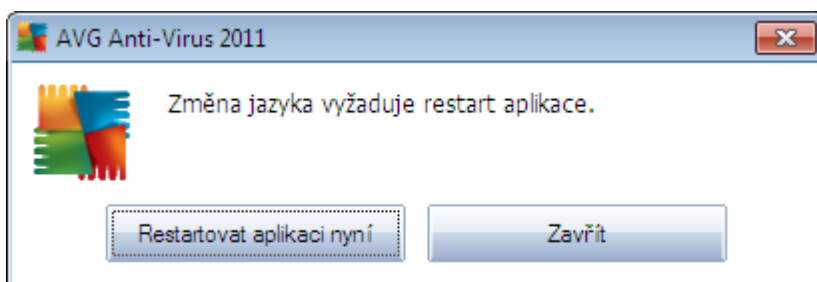 AVG Anti-Virus 2011
Změna jazyka vyžaduje restart aplikace.
Restartovat aplikaci nyní
Zavřít